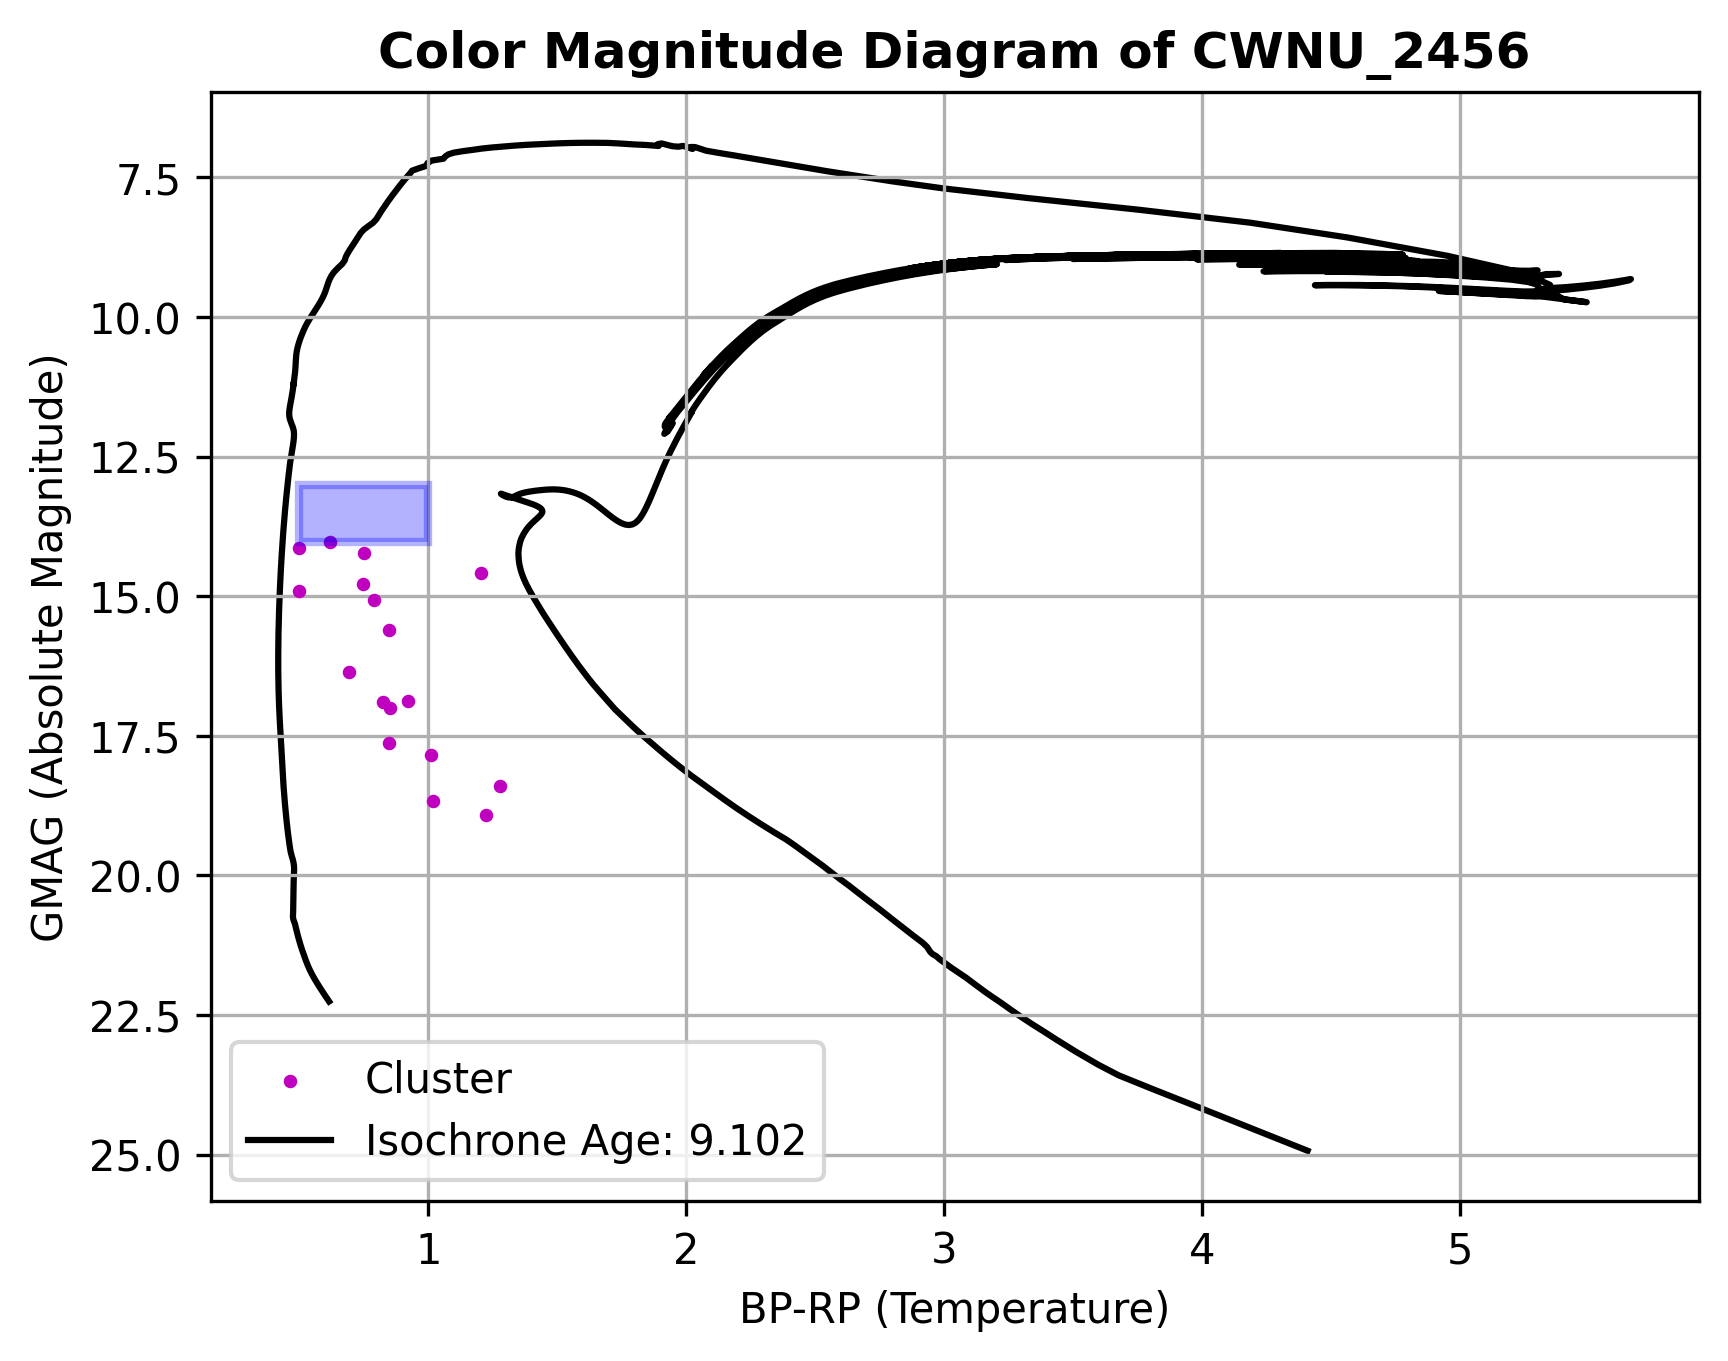 Color Magnitude Diagram of CWNU_2456
GMAG (Absolute Magnitude)
7.5
10.0
12.5
15.0
17.5
20.0
22.5
25.0
Cluster
Isochrone Age: 9.102
1 2 3 4 5
BP-RP (Temperature)